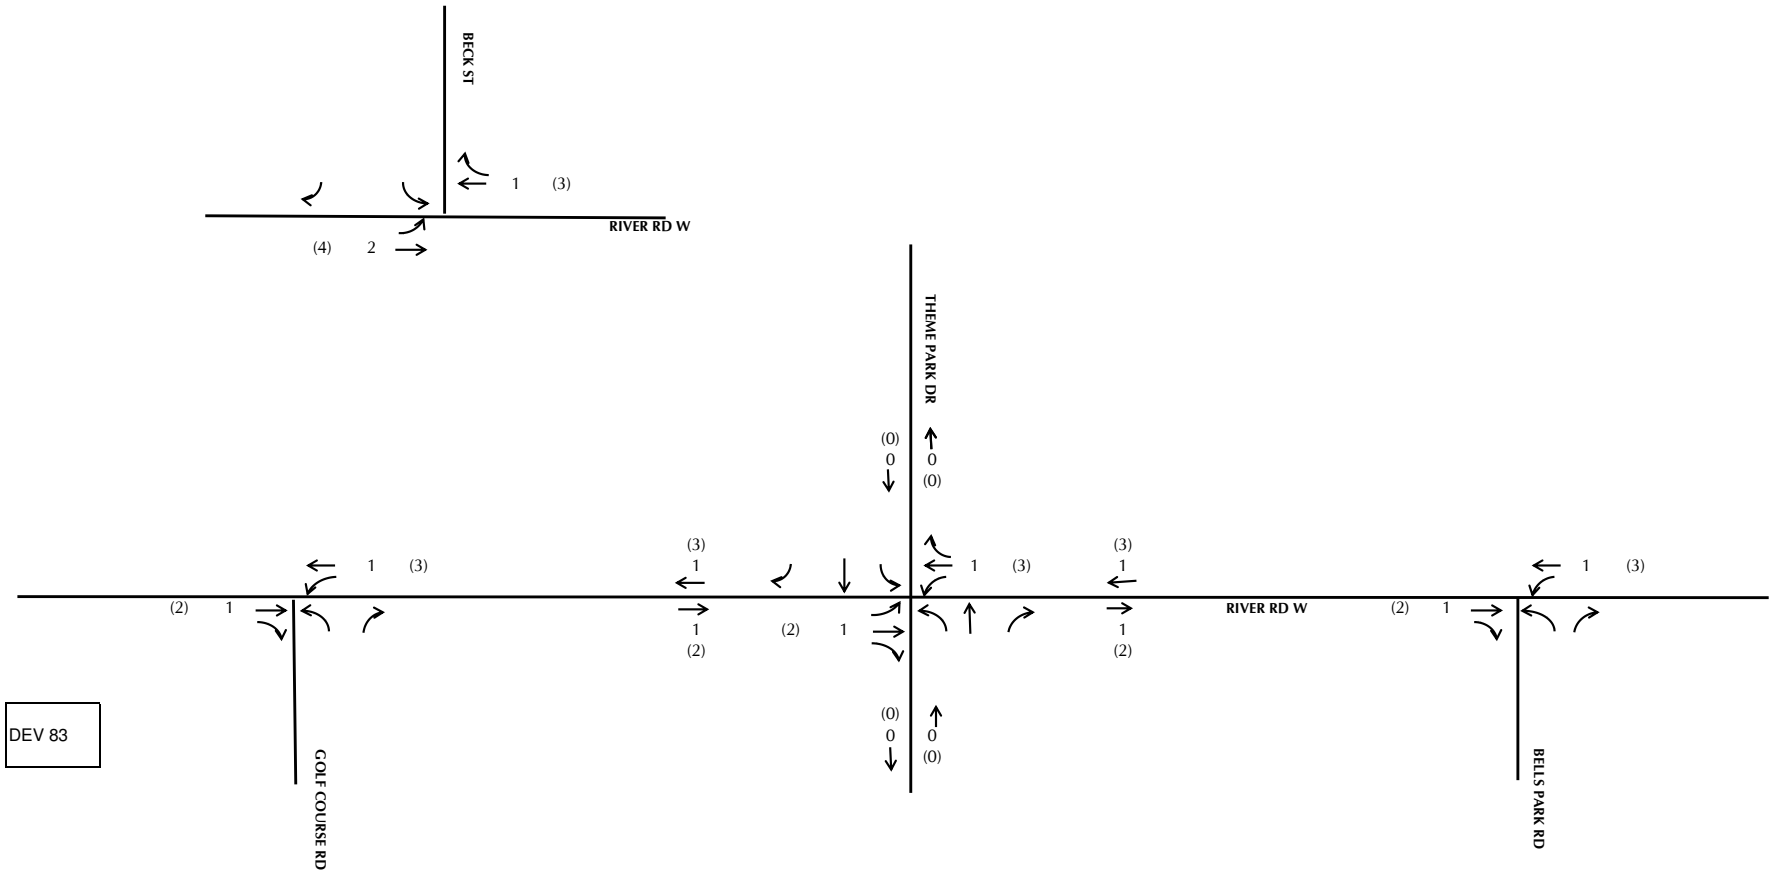 BECK ST
1 (3)
RIVER RD W
(4) 2
THEME PARK DR
(0)
0 0
(0)
(3) (3)
1 1
1 (3) 1 (3) 1 (3)
(2) 1 RIVER RD W (2) 1
1 (2) 1 1
(2) (2)
(0)
0 0
(0)
DEV 83
GOLF COURSE RD
BELLS PARK RD